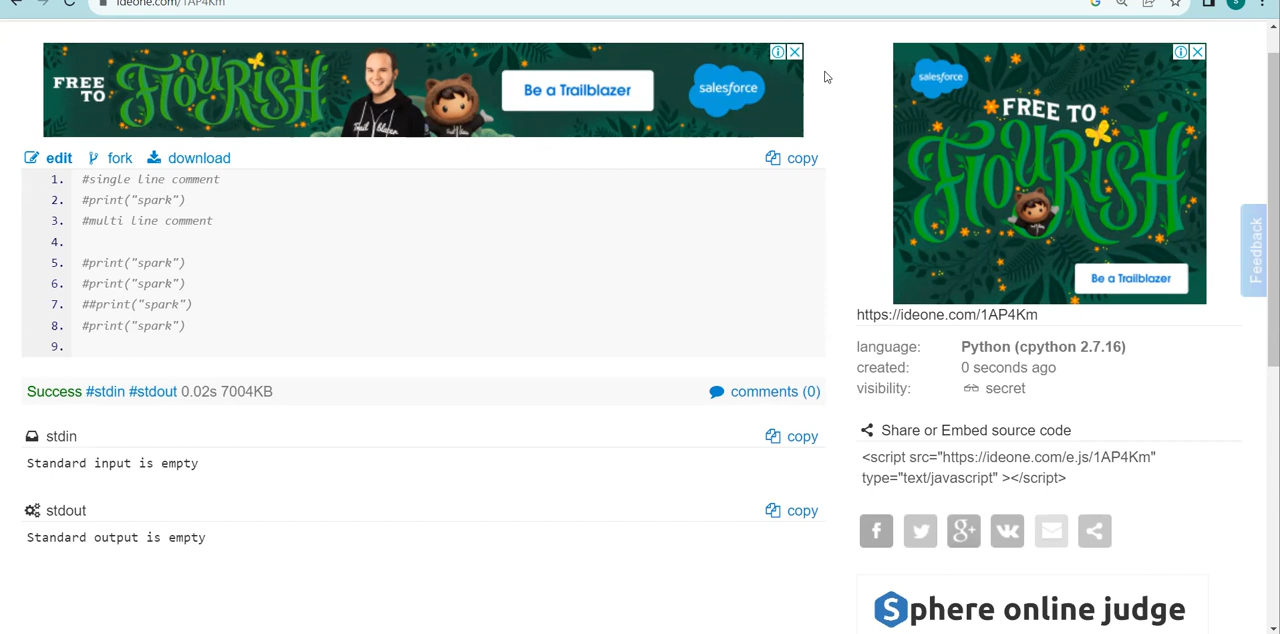 ideone.com/1AP4Km
FREE TO FLOURISH
Be a Trailblazer
salesforce
edit fork download copy
1. #single line comment
2. #print("spark")
3. #multi line comment
4.
5. #print("spark")
6. #print("spark")
7. ##print("spark")
8. #print("spark")
9.
Success #stdin #stdout 0.02s 7004KB comments (0)
stdin copy
Standard input is empty
stdout copy
Standard output is empty
salesforce
FREE TO
FLOURISH
Be a Trailblazer
Feedback
https://ideone.com/1AP4Km
language: Python (cpython 2.7.16)
created: 0 seconds ago
visibility: secret
Share or Embed source code
<script src="https://ideone.com/e.js/1AP4Km"
type="text/javascript" ></script>
Sphere online judge